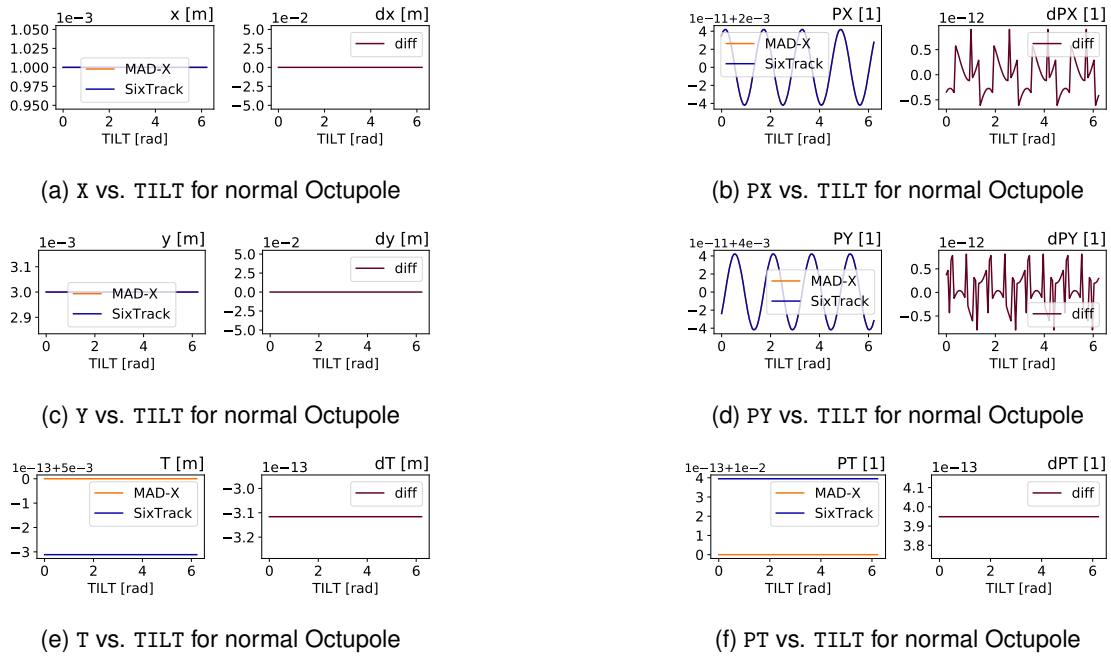 1e-3 x [m]
1.050
1.025
1.000
0.975
0.950
MAD-X
SixTrack
0 2 4 6
TILT [rad]
1e-2 dx [m]
5.0
2.5
0.0
−2.5
−5.0
diff
0 2 4 6
TILT [rad]
1e-11+2e-3 PX [1]
4
2
0
−2
−4
MAD-X
SixTrack
0 2 4 6
TILT [rad]
1e-12 dPX [1]
0.5
0.0
−0.5
diff
0 2 4 6
TILT [rad]
(a) X vs. TILT for normal Octupole
(b) PX vs. TILT for normal Octupole
1e-3 y [m]
3.1
3.0
2.9
MAD-X
SixTrack
0 2 4 6
TILT [rad]
1e-2 dy [m]
5.0
2.5
0.0
−2.5
−5.0
diff
0 2 4 6
TILT [rad]
1e-11+4e-3 PY [1]
4
2
0
−2
−4
MAD-X
SixTrack
0 2 4 6
TILT [rad]
1e-12 dPY [1]
0.5
0.0
−0.5
diff
0 2 4 6
TILT [rad]
(c) Y vs. TILT for normal Octupole
(d) PY vs. TILT for normal Octupole
1e-13+5e-3 T [m]
0
−1
−2
−3
MAD-X
SixTrack
0 2 4 6
TILT [rad]
1e-13 dT [m]
−3.0
−3.1
−3.2
diff
0 2 4 6
TILT [rad]
1e-13+1e-2 PT [1]
4
3
2
1
0
MAD-X
SixTrack
0 2 4 6
TILT [rad]
1e-13 dPT [1]
4.1
4.0
3.9
3.8
diff
0 2 4 6
TILT [rad]
(e) T vs. TILT for normal Octupole
(f) PT vs. TILT for normal Octupole